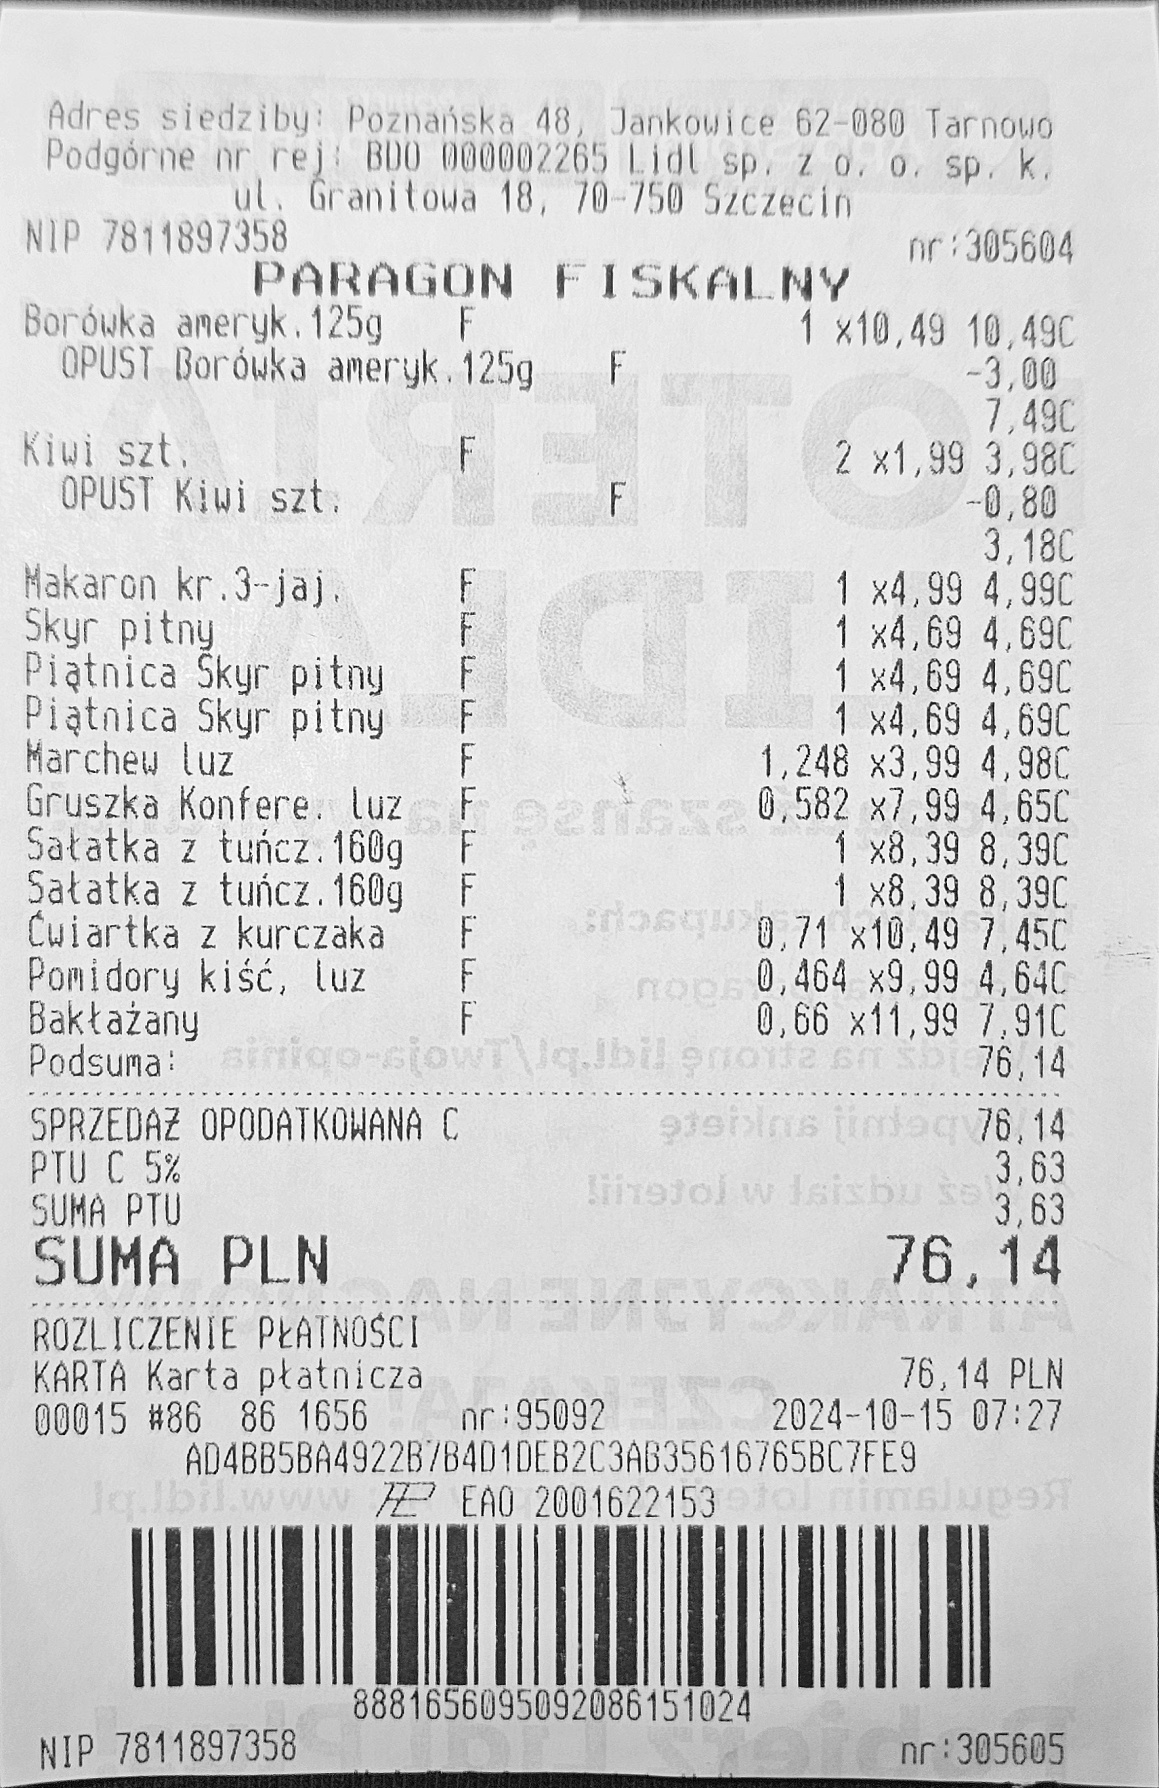 Adres siedziby: Poznańska 48, Jankowice 62-080 Tarnowo
Podgórne nr rej: BDO 000002265 Lidl sp. z o. o. sp. k.
ul. Granitowa 18, 70-750 Szczecin
NIP 7811897358 nr:305604
PARAGON FISKALNY
Borówka ameryk.125g F 1 x10,49 10,49C
OPUST Borówka ameryk.125g F -3,00
7,49C
Kiwi szt. F 2 x1,99 3,98C
OPUST Kiwi szt. F -0,80
3,18C
Makaron kr.3-jaj. F 1 x4,99 4,99C
Skyr pitny F 1 x4,69 4,69C
Piątnica Skyr pitny F 1 x4,69 4,69C
Piątnica Skyr pitny F 1 x4,69 4,69C
Marchew luz F 1,248 x3,99 4,98C
Gruszka Konfere. luz F 0,582 x7,99 4,65C
Sałatka z tuńcz.160g F 1 x8,39 8,39C
Sałatka z tuńcz.160g F 1 x8,39 8,39C
Ćwiartka z kurczaka F 0,71 x10,49 7,45C
Pomidory kiść, luz F 0,464 x9,99 4,64C
Bakłażany F 0,66 x11,99 7,91C
Podsuma: 76,14
SPRZEDAŻ OPODATKOWANA C 76,14
PTU C 5% 3,63
SUMA PTU 3,63
SUMA PLN 76,14
ROZLICZENIE PŁATNOŚCI
KARTA Karta płatnicza 76,14 PLN
00015 #86 86 1656 nr:95092 2024-10-15 07:27
AD4BB5BA4922B7B4D1DEB2C3AB35616765BC7FE9
EAO 2001622153
88816560950920861​51024
NIP 7811897358 nr:305605